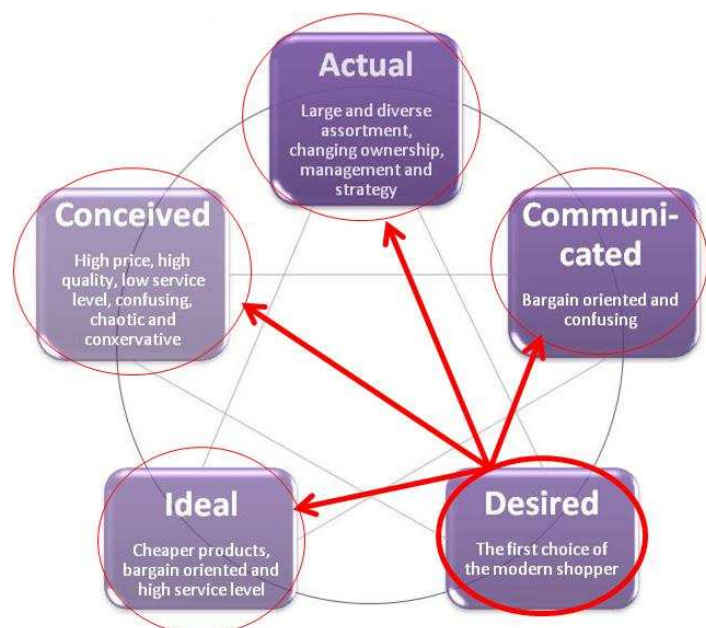 Actual
Large and diverse
assortment,
changing ownership,
management and
strategy
Conceived
High price, high
quality, low service
level, confusing,
chaotic and
conxervative
Communi-
cated
Bargain oriented and
confusing
Ideal
Cheaper products,
bargain oriented and
high service level
Desired
The first choice of
the modern shopper